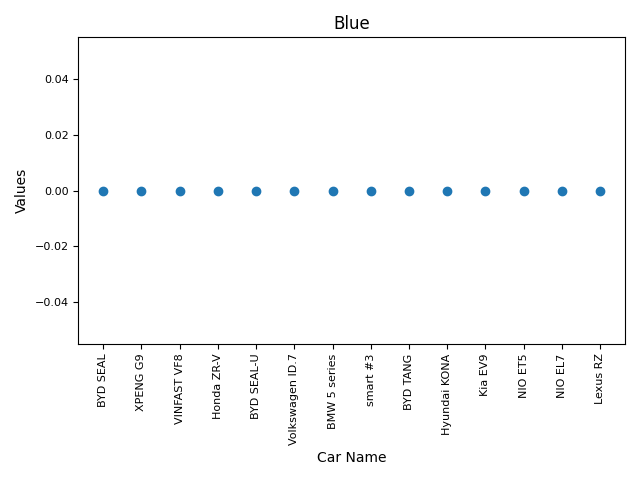 Blue
Values
0.04
0.02
0.00
−0.02
−0.04
BYD SEAL
XPENG G9
VINFAST VF8
Honda ZR-V
BYD SEAL-U
Volkswagen ID.7
BMW 5 series
smart #3
BYD TANG
Hyundai KONA
Kia EV9
NIO ET5
NIO EL7
Lexus RZ
Car Name